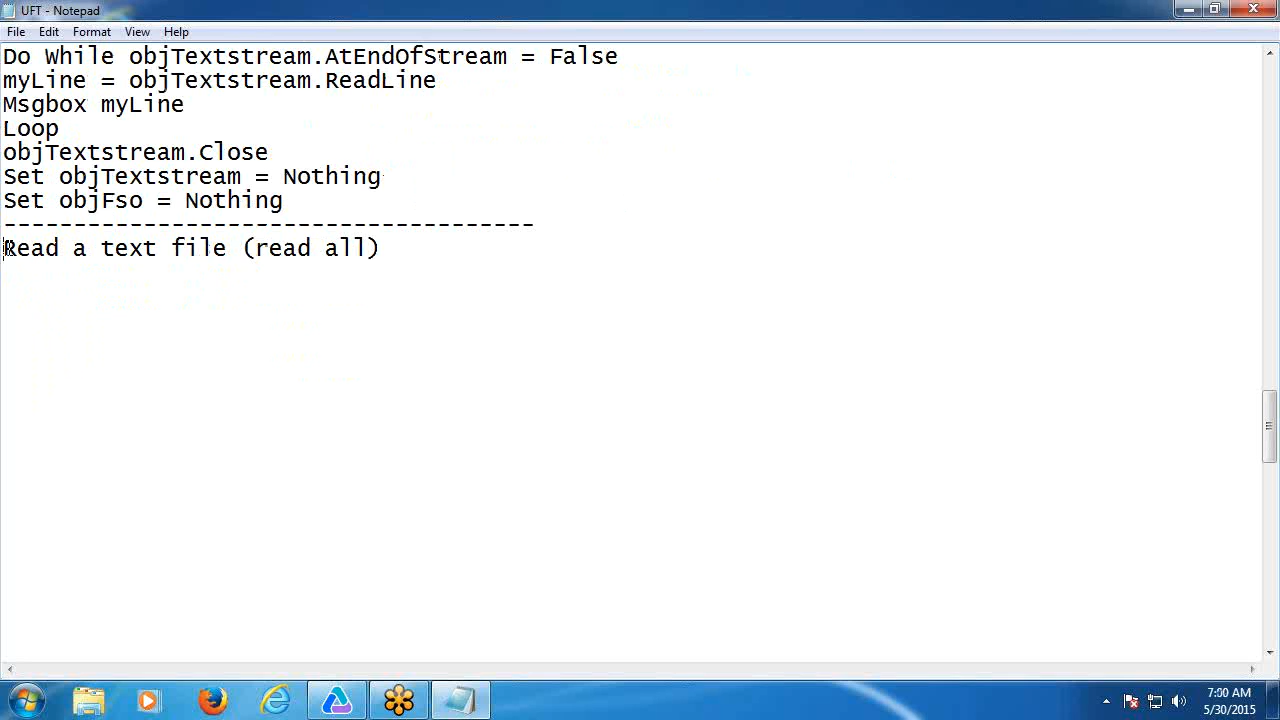 UFT - Notepad
File Edit Format View Help
Do While objTextstream.AtEndOfStream = False
myLine = objTextstream.ReadLine
Msgbox myLine
Loop
objTextstream.Close
Set objTextstream = Nothing
Set objFso = Nothing
--------------------------------------
Read a text file (read all)
7:00 AM
5/30/2015